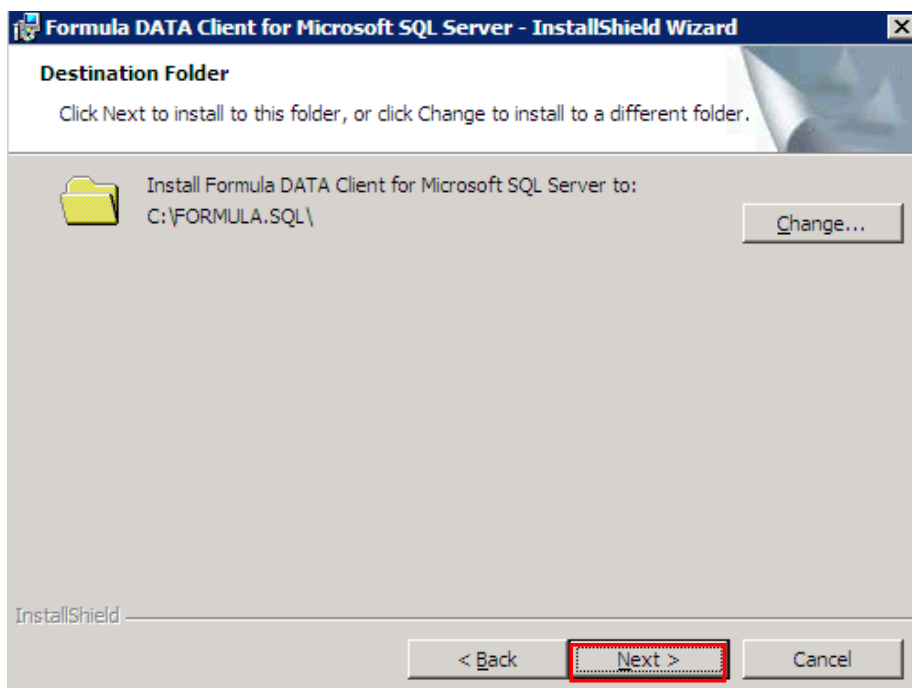 Formula DATA Client for Microsoft SQL Server - InstallShield Wizard
Destination Folder
Click Next to install to this folder, or click Change to install to a different folder.
Install Formula DATA Client for Microsoft SQL Server to:
C:\FORMULA.SQL\
Change...
InstallShield
< Back
Next >
Cancel